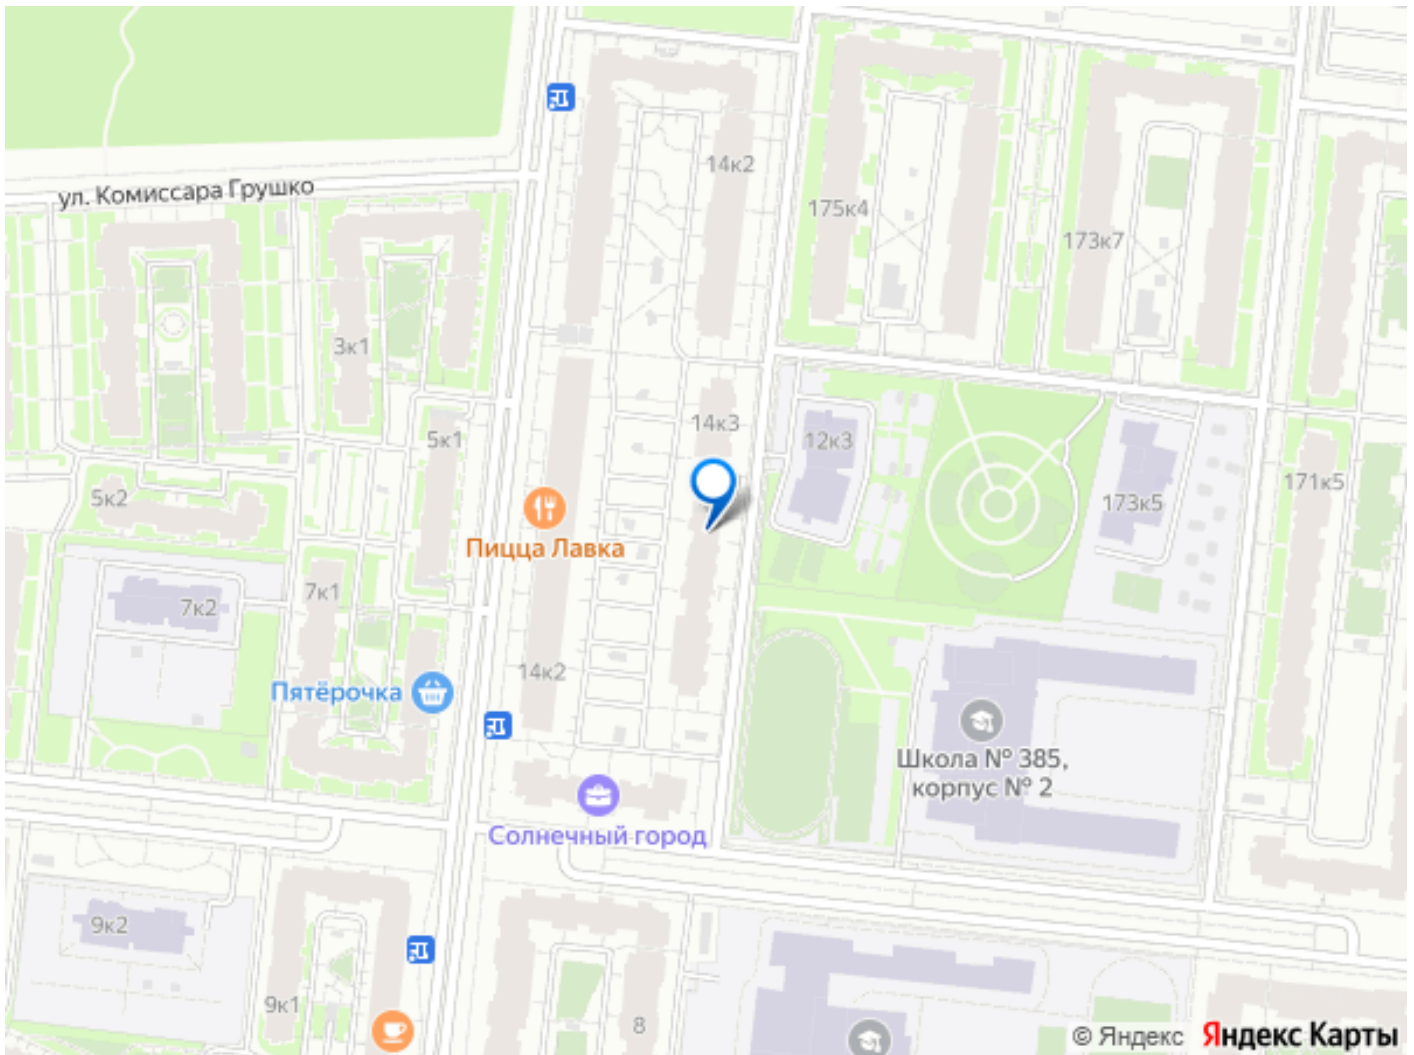 14к2
ул. Комиссара Грушко
175к4
173к7
3к1
14к3
5к1
12к3
171к5
5к2
173к5
Пицца Лавка
7к1
7к2
14к2
Пятёрочка
Школа № 385,
корпус № 2
Солнечный город
9к2
9к1
8
© Яндекс Яндекс Карты